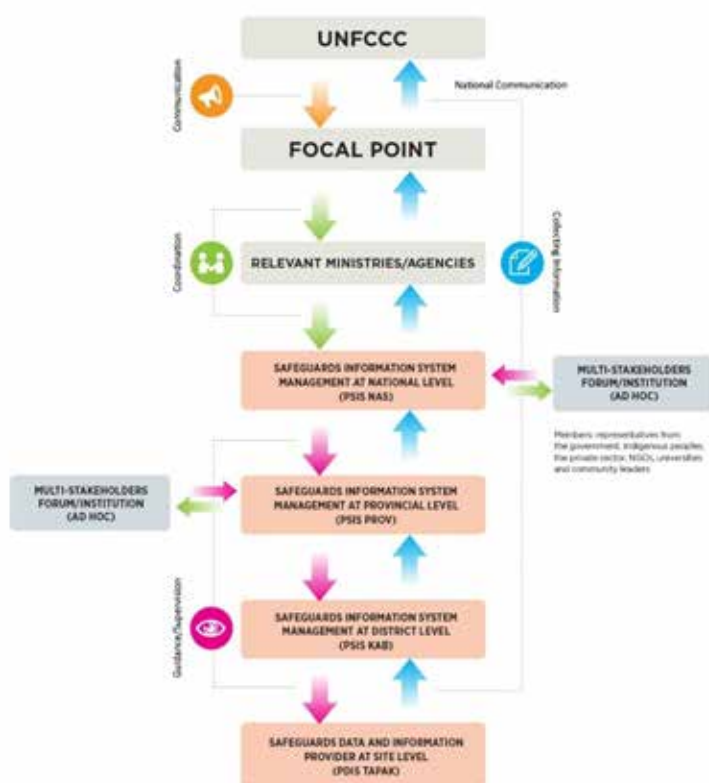 UNFCCC
Communication
National Communication
FOCAL POINT
Coordination
RELEVANT MINISTRIES/AGENCIES
Collecting Information
SAFEGUARDS INFORMATION SYSTEM
MANAGEMENT AT NATIONAL LEVEL
(PSIS NAS)
MULTI-STAKEHOLDERS
FORUM/INSTITUTION
(AD HOC)
Members: representatives from
the government, indigenous peoples,
the private sector, NGOs, universities
and community leaders
MULTI-STAKEHOLDERS
FORUM/INSTITUTION
(AD HOC)
SAFEGUARDS INFORMATION SYSTEM
MANAGEMENT AT PROVINCIAL LEVEL
(PSIS PROV)
Guidance/Supervision
SAFEGUARDS INFORMATION SYSTEM
MANAGEMENT AT DISTRICT LEVEL
(PSIS KAB)
SAFEGUARDS DATA AND INFORMATION
PROVIDER AT SITE LEVEL
(PDIS TAPAK)